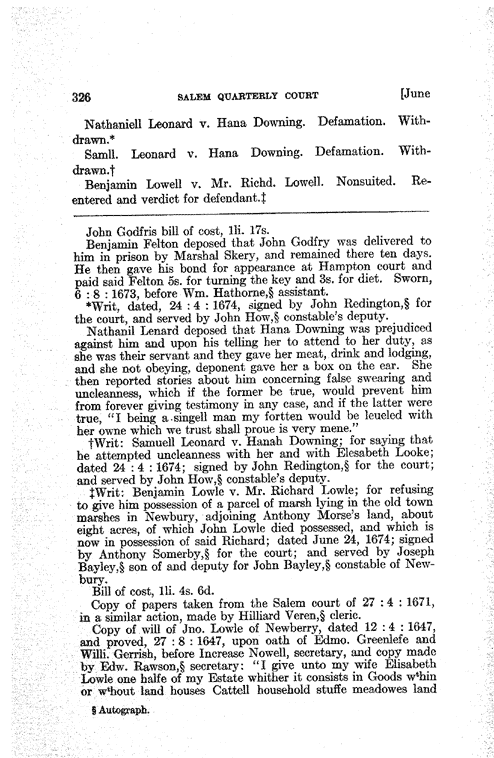 326 SALEM QUARTERLY COURT [June
Nathaniell Leonard v. Hana Downing. Defamation. With-
drawn.*
Samll. Leonard v. Hana Downing. Defamation. With-
drawn.†
Benjamin Lowell v. Mr. Richd. Lowell. Nonsuited. Re-
entered and verdict for defendant.‡
John Godfris bill of cost, 1li. 17s.
Benjamin Felton deposed that John Godfry was delivered to
him in prison by Marshal Skery, and remained there ten days.
He then gave his bond for appearance at Hampton court and
paid said Felton 5s. for turning the key and 3s. for diet. Sworn,
6 : 8 : 1673, before Wm. Hathorne,§ assistant.
*Writ, dated, 24 : 4 : 1674, signed by John Redington,§ for
the court, and served by John How,§ constable's deputy.
Nathanil Lenard deposed that Hana Downing was prejudiced
against him and upon his telling her to attend to her duty, as
she was their servant and they gave her meat, drink and lodging,
and she not obeying, deponent gave her a box on the ear. She
then reported stories about him concerning false swearing and
uncleanness, which if the former be true, would prevent him
from forever giving testimony in any case, and if the latter were
true, "I being a singell man my fortten would be leucled with
her owne which we trust shall proue is very mene."
†Writ: Samuell Leonard v. Hanah Downing; for saying that
he attempted uncleanness with her and with Elesabeth Looke;
dated 24 : 4 : 1674; signed by John Redington,§ for the court;
and served by John How,§ constable's deputy.
‡Writ: Benjamin Lowle v. Mr. Richard Lowle; for refusing
to give him possession of a parcel of marsh lying in the old town
marshes in Newbury, adjoining Anthony Morse's land, about
eight acres, of which John Lowle died possessed, and which is
now in possession of said Richard; dated June 24, 1674; signed
by Anthony Somerby,§ for the court; and served by Joseph
Bayley,§ son of and deputy for John Bayley,§ constable of New-
bury.
Bill of cost, 1li. 4s. 6d.
Copy of papers taken from the Salem court of 27 : 4 : 1671,
in a similar action, made by Hilliard Veren,§ cleric.
Copy of will of Jno. Lowle of Newberry, dated 12 : 4 : 1647,
and proved, 27 : 8 : 1647, upon oath of Edmo. Greenlefe and
Willi. Gerrish, before Increase Nowell, secretary, and copy made
by Edw. Rawson,§ secretary: "I give unto my wife Elisabeth
Lowle one halfe of my Estate whither it consists in Goods wᵗhin
or wᵗhout land houses Cattell household stuffe meadowes land
§ Autograph.